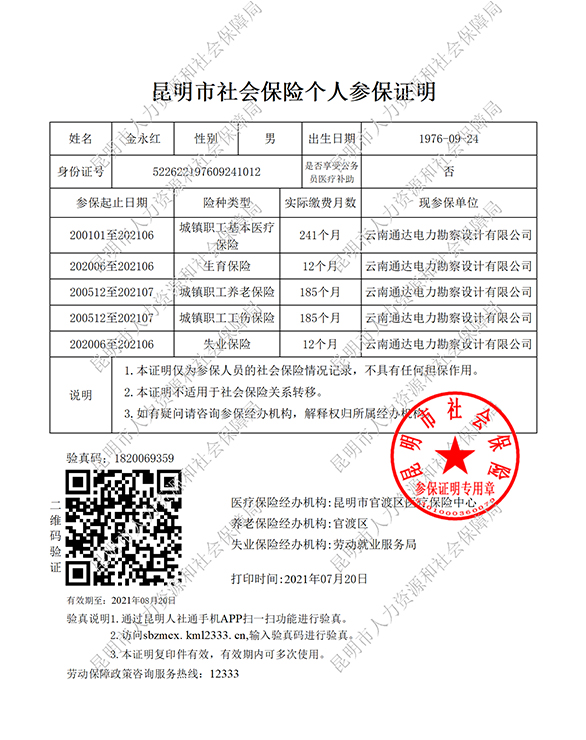 昆明市社会保险个人参保证明
姓名 金永红 性别 男 出生日期 1976-09-24
身份证号 522622197609241012 是否享受公务员医疗补助 否
参保起止日期 险种类型 实际缴费月数 现参保单位
200101至202106 城镇职工基本医疗保险 241个月 云南通达电力勘察设计有限公司
202006至202106 生育保险 12个月 云南通达电力勘察设计有限公司
200512至202107 城镇职工养老保险 185个月 云南通达电力勘察设计有限公司
200512至202107 城镇职工工伤保险 185个月 云南通达电力勘察设计有限公司
202006至202106 失业保险 12个月 云南通达电力勘察设计有限公司
说明
1.本证明仅为参保人员的社会保险情况记录，不具有任何担保作用。
2.本证明不适用于社会保险关系转移。
3.如有疑问请咨询参保经办机构，解释权归所属经办机构。
昆明市社会保险
参保证明专用章
验真码：1820069359
二维码验证
医疗保险经办机构:昆明市官渡区医疗保险中心
养老保险经办机构:官渡区
失业保险经办机构:劳动就业服务局
打印时间:2021年07月20日
有效期至：2021年08月20日
验真说明1.通过昆明人社通手机APP扫一扫功能进行验真。
2.访问sbzmcx.km12333.cn,输入验真码进行验真。
3.本证明复印件有效，有效期内可多次使用。
劳动保障政策咨询服务热线：12333
昆明市人力资源和社会保障局